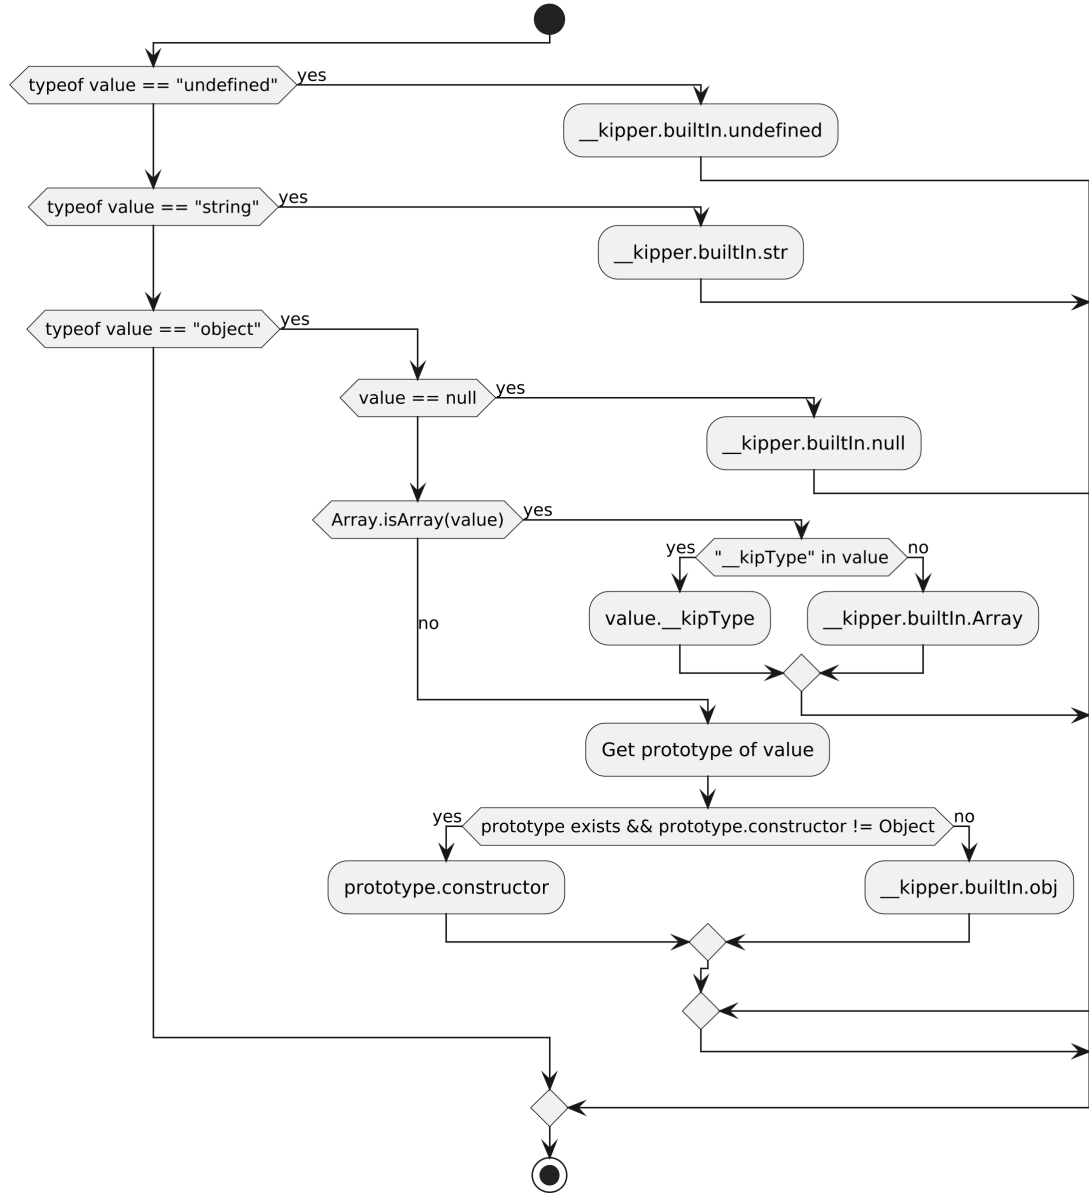 typeof value == "undefined"
yes
__kipper.builtIn.undefined
typeof value == "string"
yes
__kipper.builtIn.str
typeof value == "object"
yes
value == null
yes
__kipper.builtIn.null
Array.isArray(value)
yes
yes
"__kipType" in value
no
value.__kipType
__kipper.builtIn.Array
no
Get prototype of value
yes
prototype exists && prototype.constructor != Object
no
prototype.constructor
__kipper.builtIn.obj